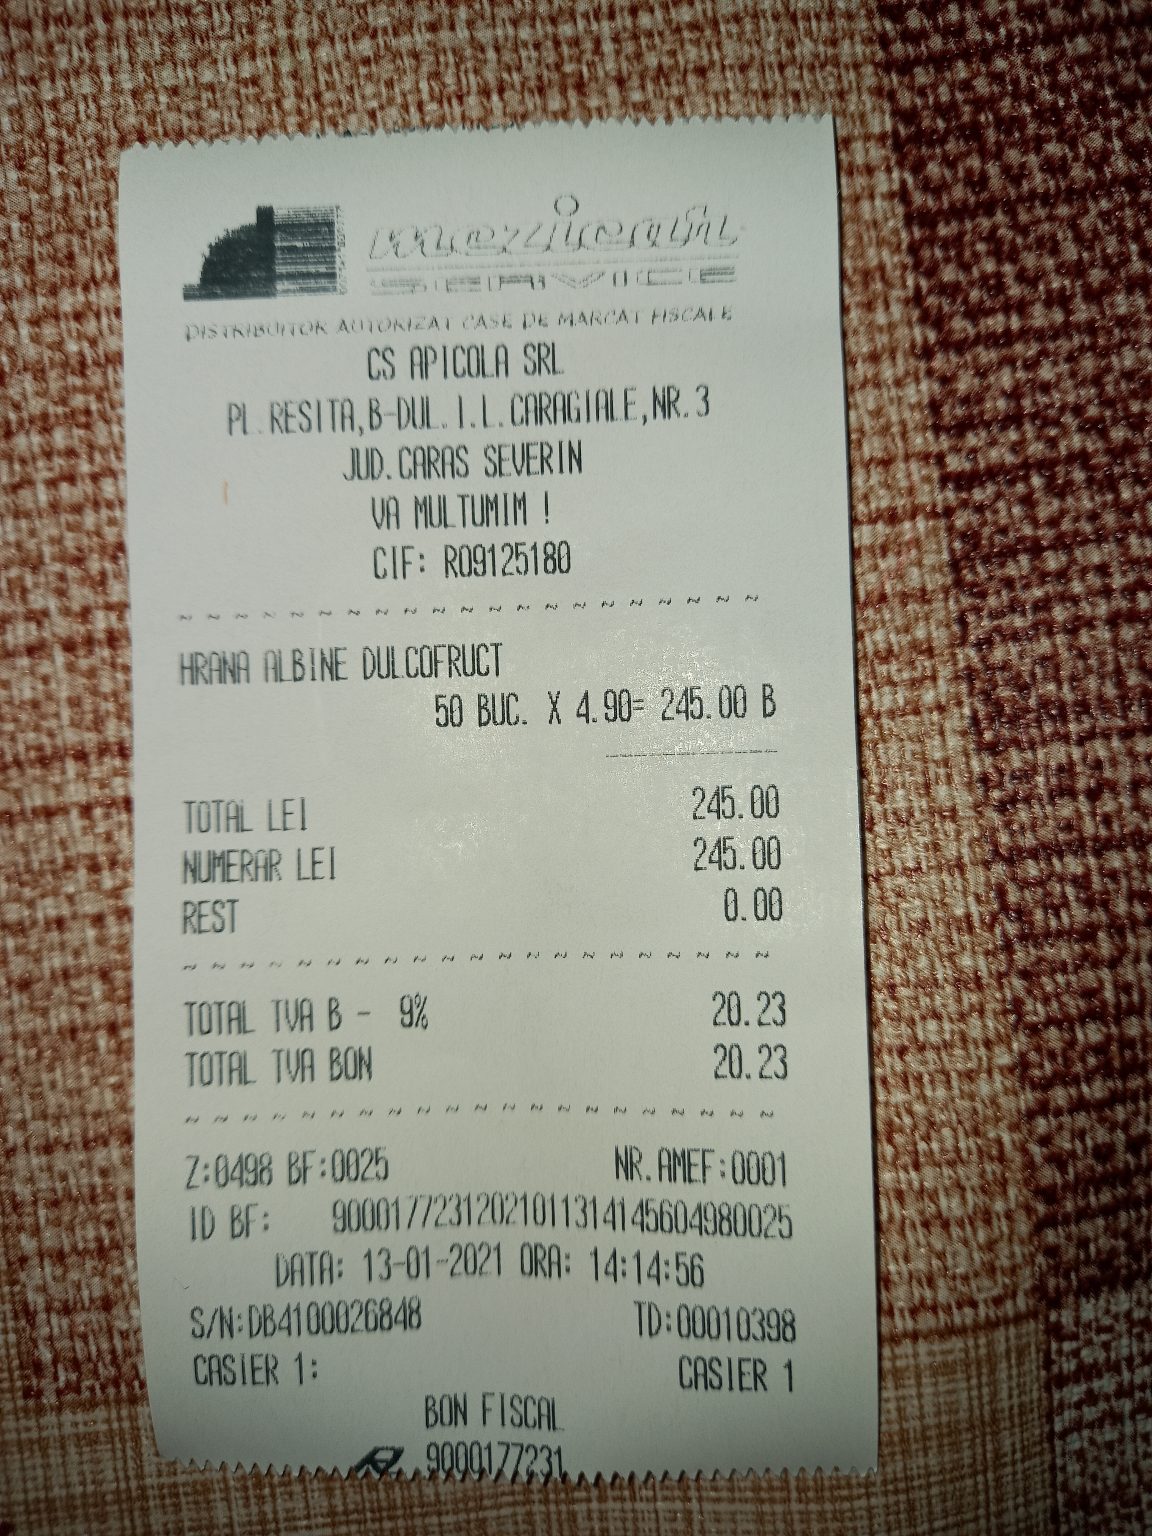 SERVICE
DISTRIBUITOR AUTORIZAT CASE DE MARCAT FISCALE
CS APICOLA SRL
PL.RESITA,B-DUL.I.L.CARAGIALE,NR.3
JUD.CARAS SEVERIN
VA MULTUMIM !
CIF: RO9125180
HRANA ALBINE DULCOFRUCT
50 BUC. X 4.90= 245.00 B
TOTAL LEI 245.00
NUMERAR LEI 245.00
REST 0.00
TOTAL TVA B - 9% 20.23
TOTAL TVA BON 20.23
Z:0498 BF:0025 NR.AMEF:0001
ID BF: 90001772312021011314145604980025
DATA: 13-01-2021 ORA: 14:14:56
S/N:DB4100026848 TD:00010398
CASIER 1: CASIER 1
BON FISCAL
9000177231